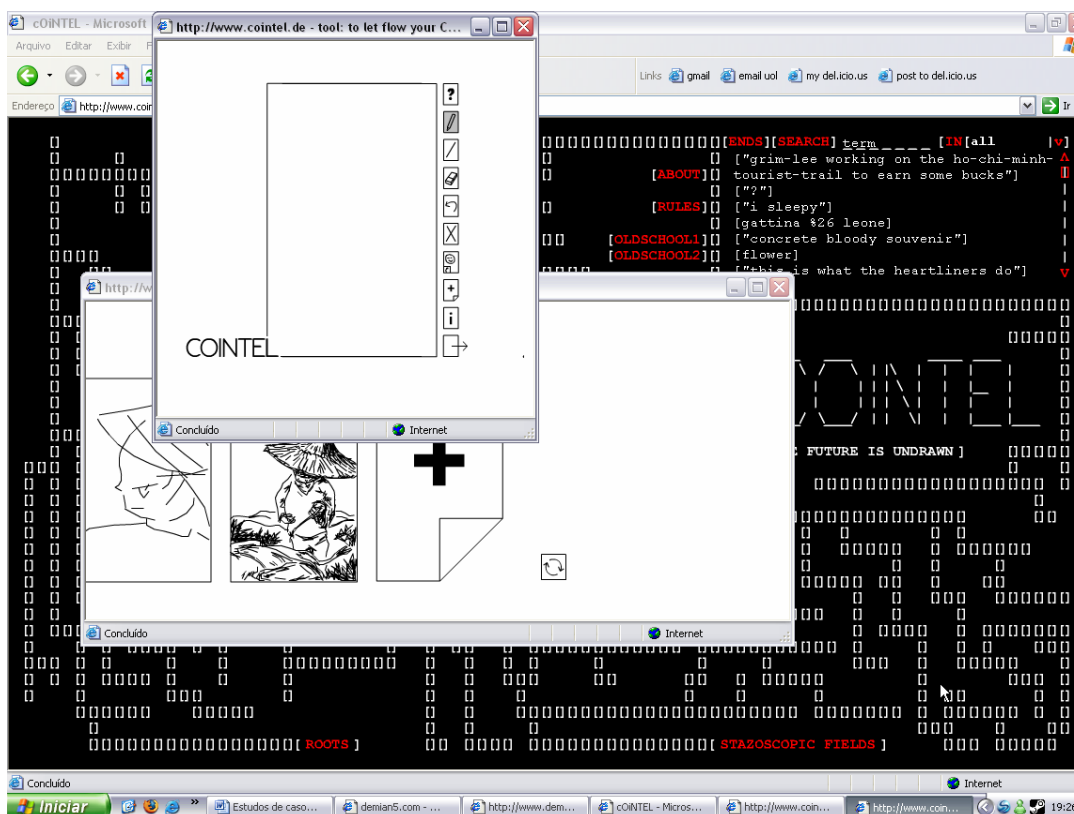 cOiNTEL - Microsoft
http://www.cointel.de - tool: to let flow your C...
Arquivo Editar Exibir F
Links gmail email uol my del.icio.us post to del.icio.us
Endereço http://www.coin
Ir
?
i
COINTEL
Concluído
Internet
[ENDS][SEARCH] term____ [IN[all |v]
["grim-lee working on the ho-chi-minh-
[ABOUT] tourist-trail to earn some bucks"]
["?"]
[RULES] ["i sleepy"]
[gattina %26 leone]
[OLDSCHOOL1] ["concrete bloody souvenir"]
[OLDSCHOOL2] [flower]
["this is what the heartliners do"]
http://w
COINTEL
FUTURE IS UNDRAWN ]
Concluído
Internet
[ ROOTS ]
[ STAZOSCOPIC FIELDS ]
Concluído
Internet
Iniciar
Estudos de caso...
demian5.com - ...
http://www.dem...
cOiNTEL - Micros...
http://www.coin...
http://www.coin...
19:26